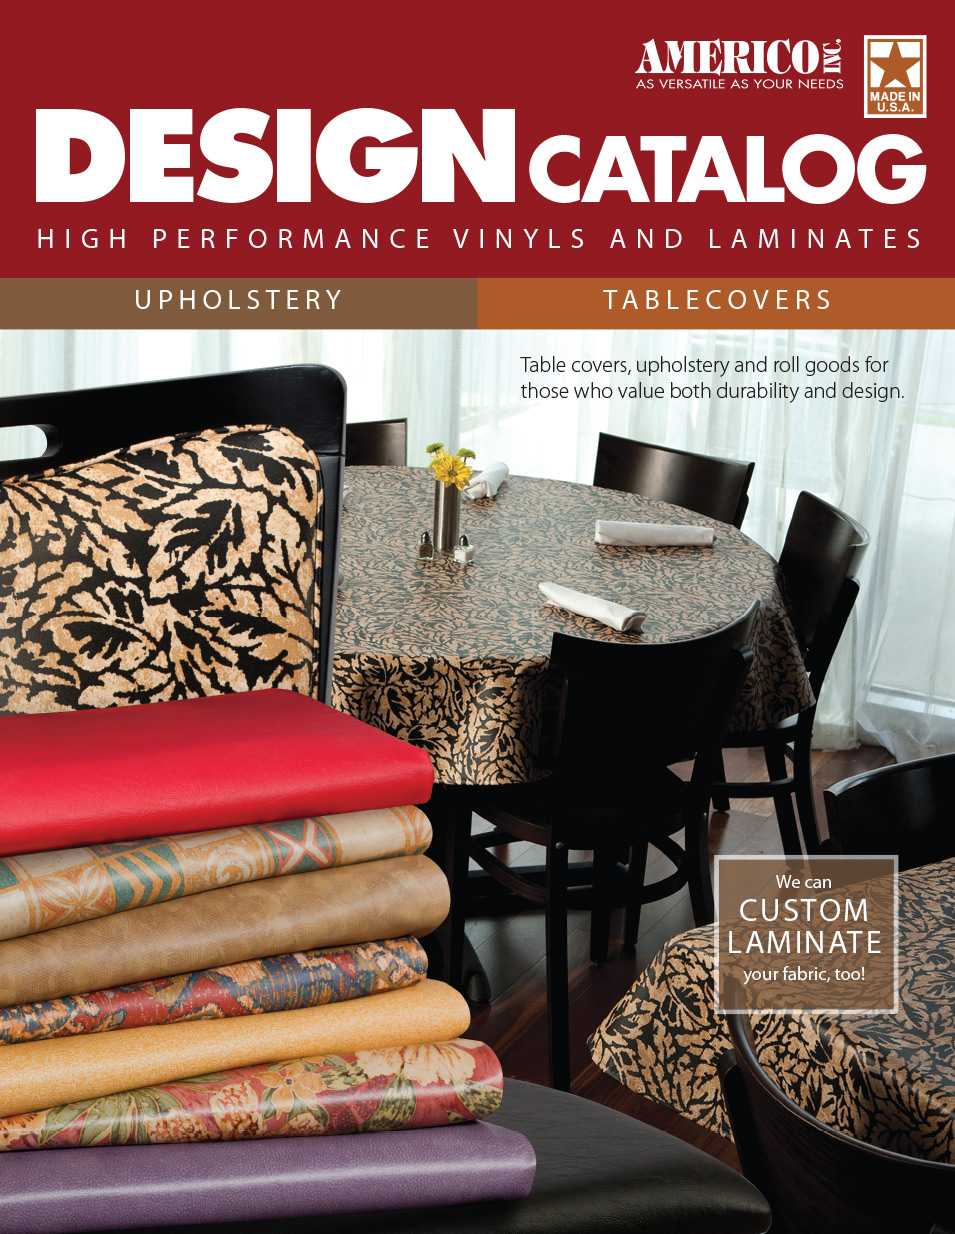 AMERICO INC.
AS VERSATILE AS YOUR NEEDS
MADE IN
U.S.A.
DESIGN CATALOG
HIGH PERFORMANCE VINYLS AND LAMINATES
UPHOLSTERY
TABLECOVERS
Table covers, upholstery and roll goods for
those who value both durability and design.
We can
CUSTOM
LAMINATE
your fabric, too!